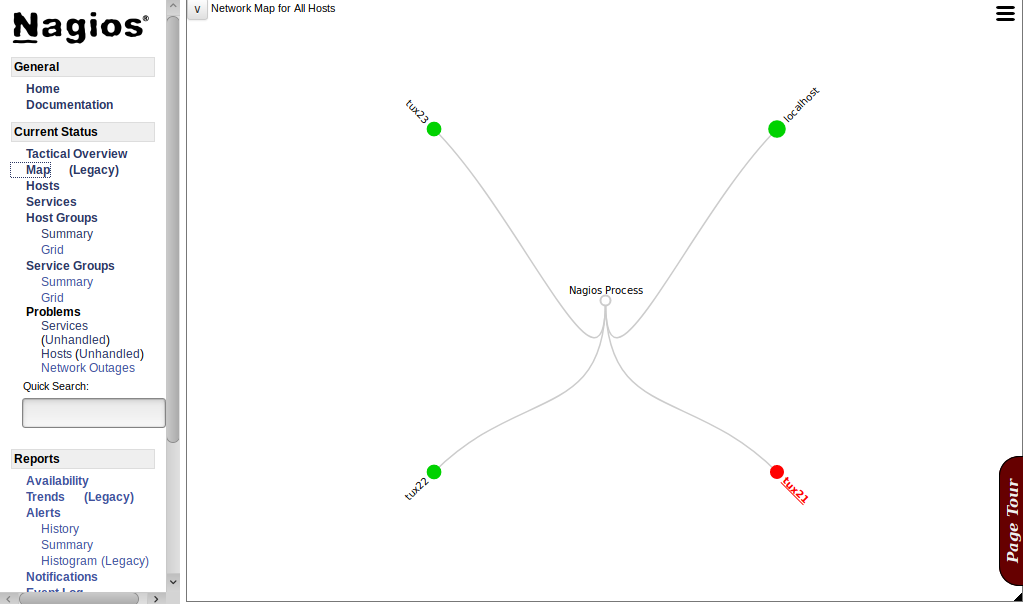 Nagios®
General
Home
Documentation
Current Status
Tactical Overview
Map (Legacy)
Hosts
Services
Host Groups
Summary
Grid
Service Groups
Summary
Grid
Problems
Services
(Unhandled)
Hosts (Unhandled)
Network Outages
Quick Search:
Reports
Availability
Trends (Legacy)
Alerts
History
Summary
Histogram (Legacy)
Notifications
Event Log
v Network Map for All Hosts
tux23
localhost
Nagios Process
tux22
tux21
Page Tour